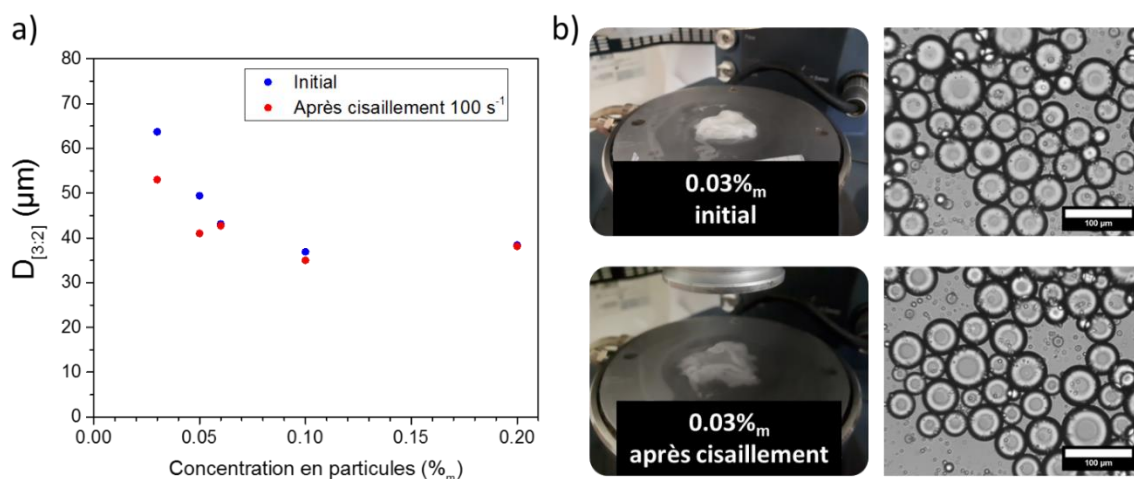 a)
b)
80
70
60
50
40
30
20
10
0
D[3:2] (µm)
Initial
Après cisaillement 100 s⁻¹
0.00
0.05
0.10
0.15
0.20
Concentration en particules (%m)
0.03%m
initial
100 µm
0.03%m
après cisaillement
100 µm